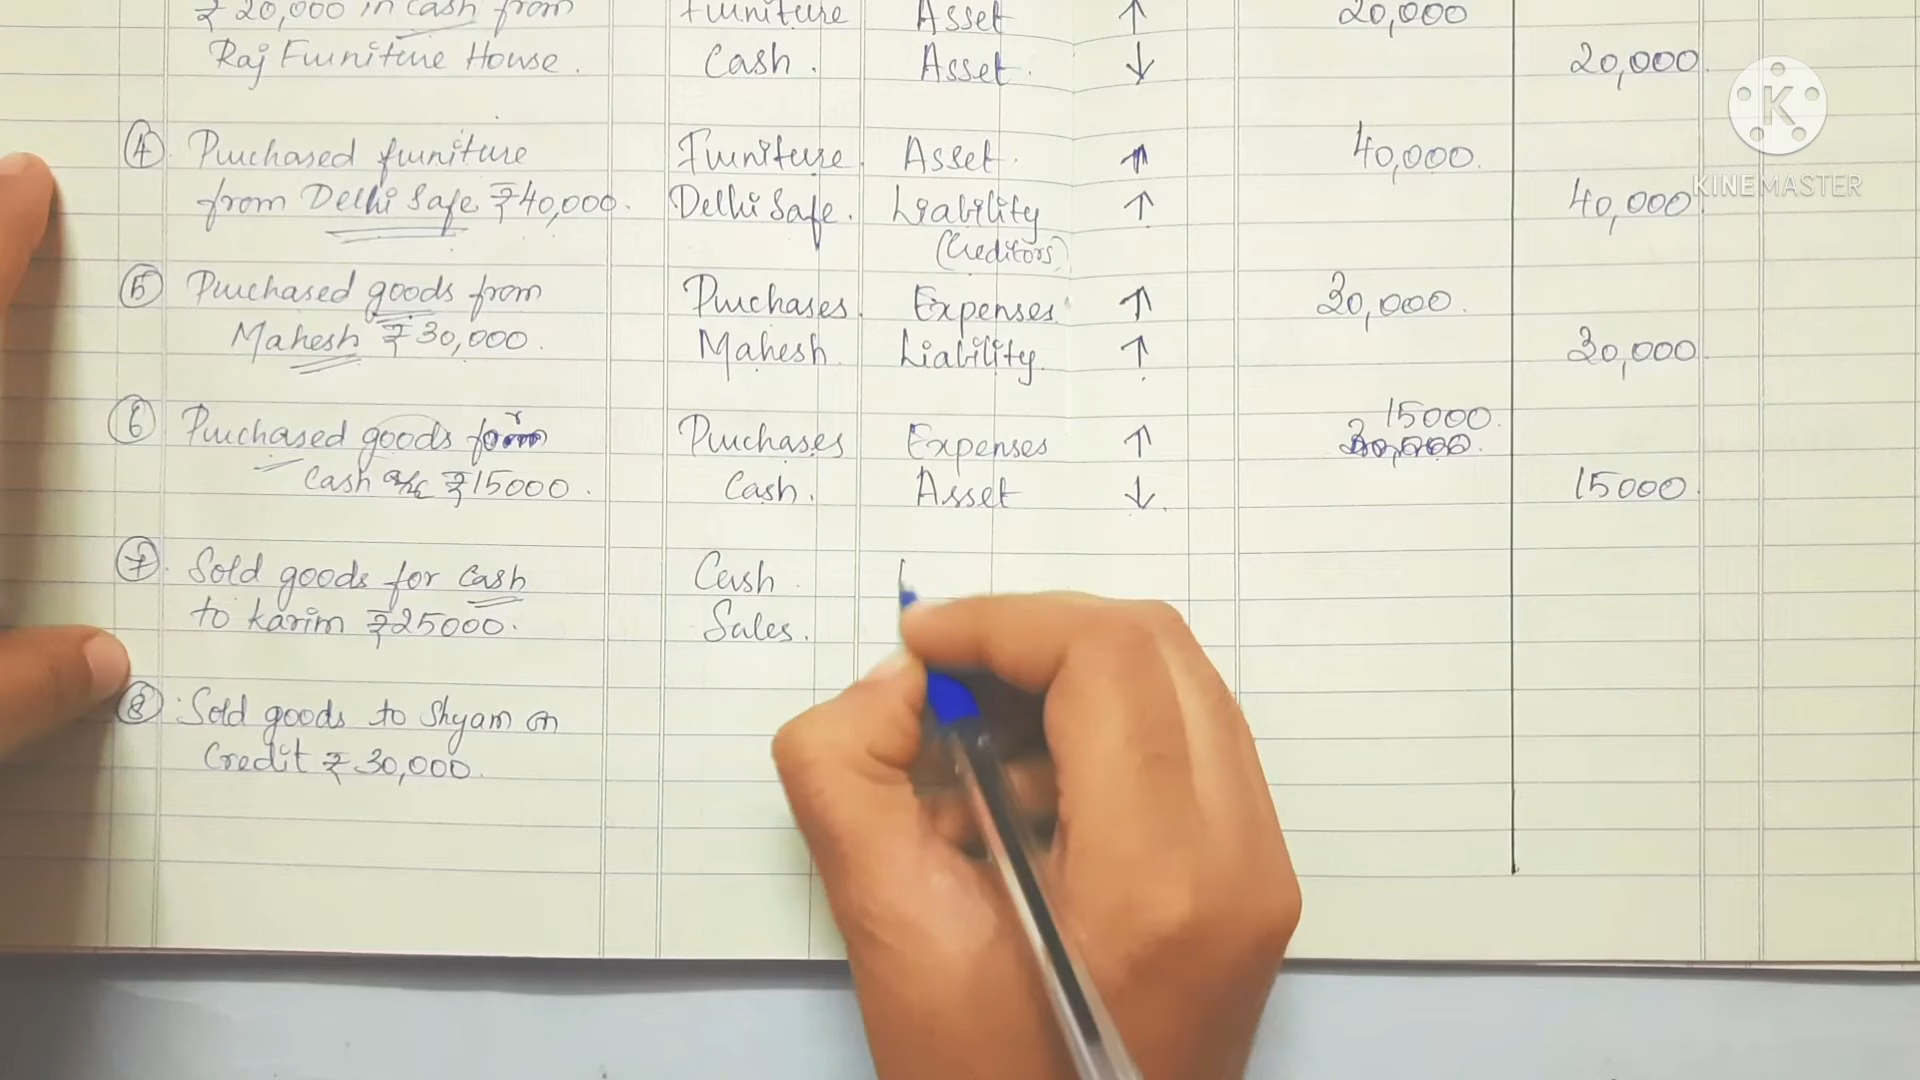 ₹ 20,000 in cash from Furniture Asset ↑ 20,000
Raj Furniture House. Cash. Asset. ↓ 20,000.
④. Purchased furniture Furniture. Asset. ↑ 40,000.
from Delhi Safe ₹40,000. Delhi Safe. Liability ↑ 40,000
(Creditors)
⑤ Purchased goods from Purchases. Expenses. ↑ 30,000.
Mahesh ₹30,000. Mahesh. Liability. ↑ 30,000
15000.
⑥ Purchased goods for Purchases Expenses ↑
Cash ₹15000. Cash. Asset ↓. 15000.
⑦. Sold goods for cash Cash.
to Karim ₹25000. Sales.
⑧. Sold goods to Shyam on
Credit ₹30,000.
K
KINEMASTER